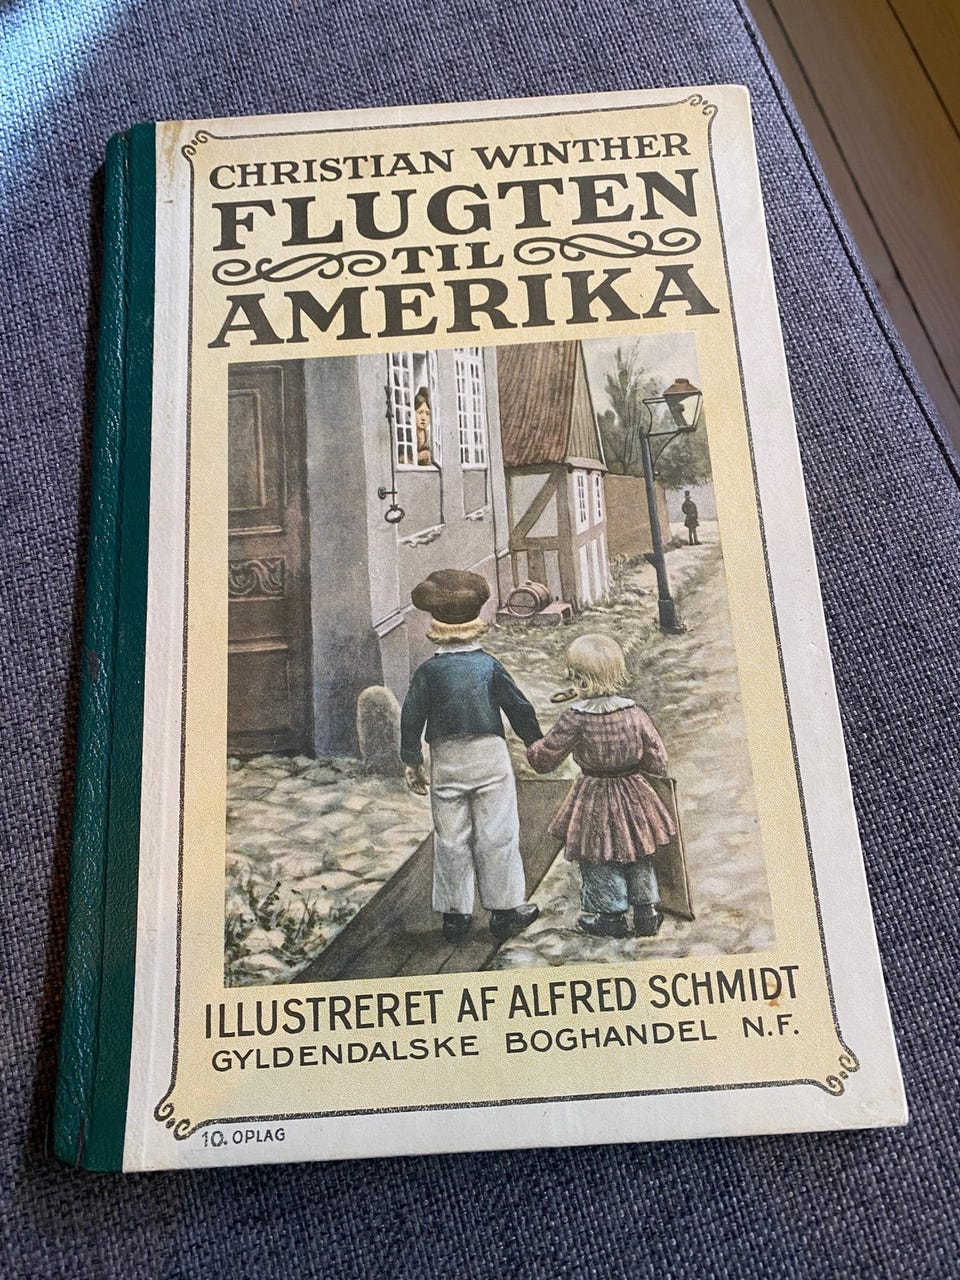 CHRISTIAN WINTHER
FLUGTEN
TIL
AMERIKA
ILLUSTRERET AF ALFRED SCHMIDT
GYLDENDALSKE BOGHANDEL N.F.
10. OPLAG